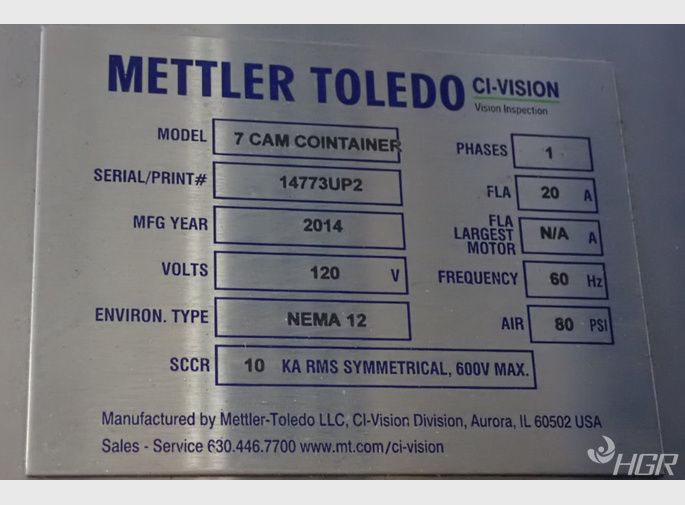 METTLER TOLEDO CI-VISION
Vision Inspection
MODEL 7 CAM COINTAINER
SERIAL/PRINT# 14773UP2
MFG YEAR 2014
VOLTS 120 V
ENVIRON. TYPE NEMA 12
PHASES 1
FLA 20 A
FLA
LARGEST
MOTOR N/A A
FREQUENCY 60 Hz
AIR 80 PSI
SCCR 10 KA RMS SYMMETRICAL, 600V MAX.
Manufactured by Mettler-Toledo LLC, CI-Vision Division, Aurora, IL 60502 USA
Sales - Service 630.446.7700 www.mt.com/ci-vision
HGR